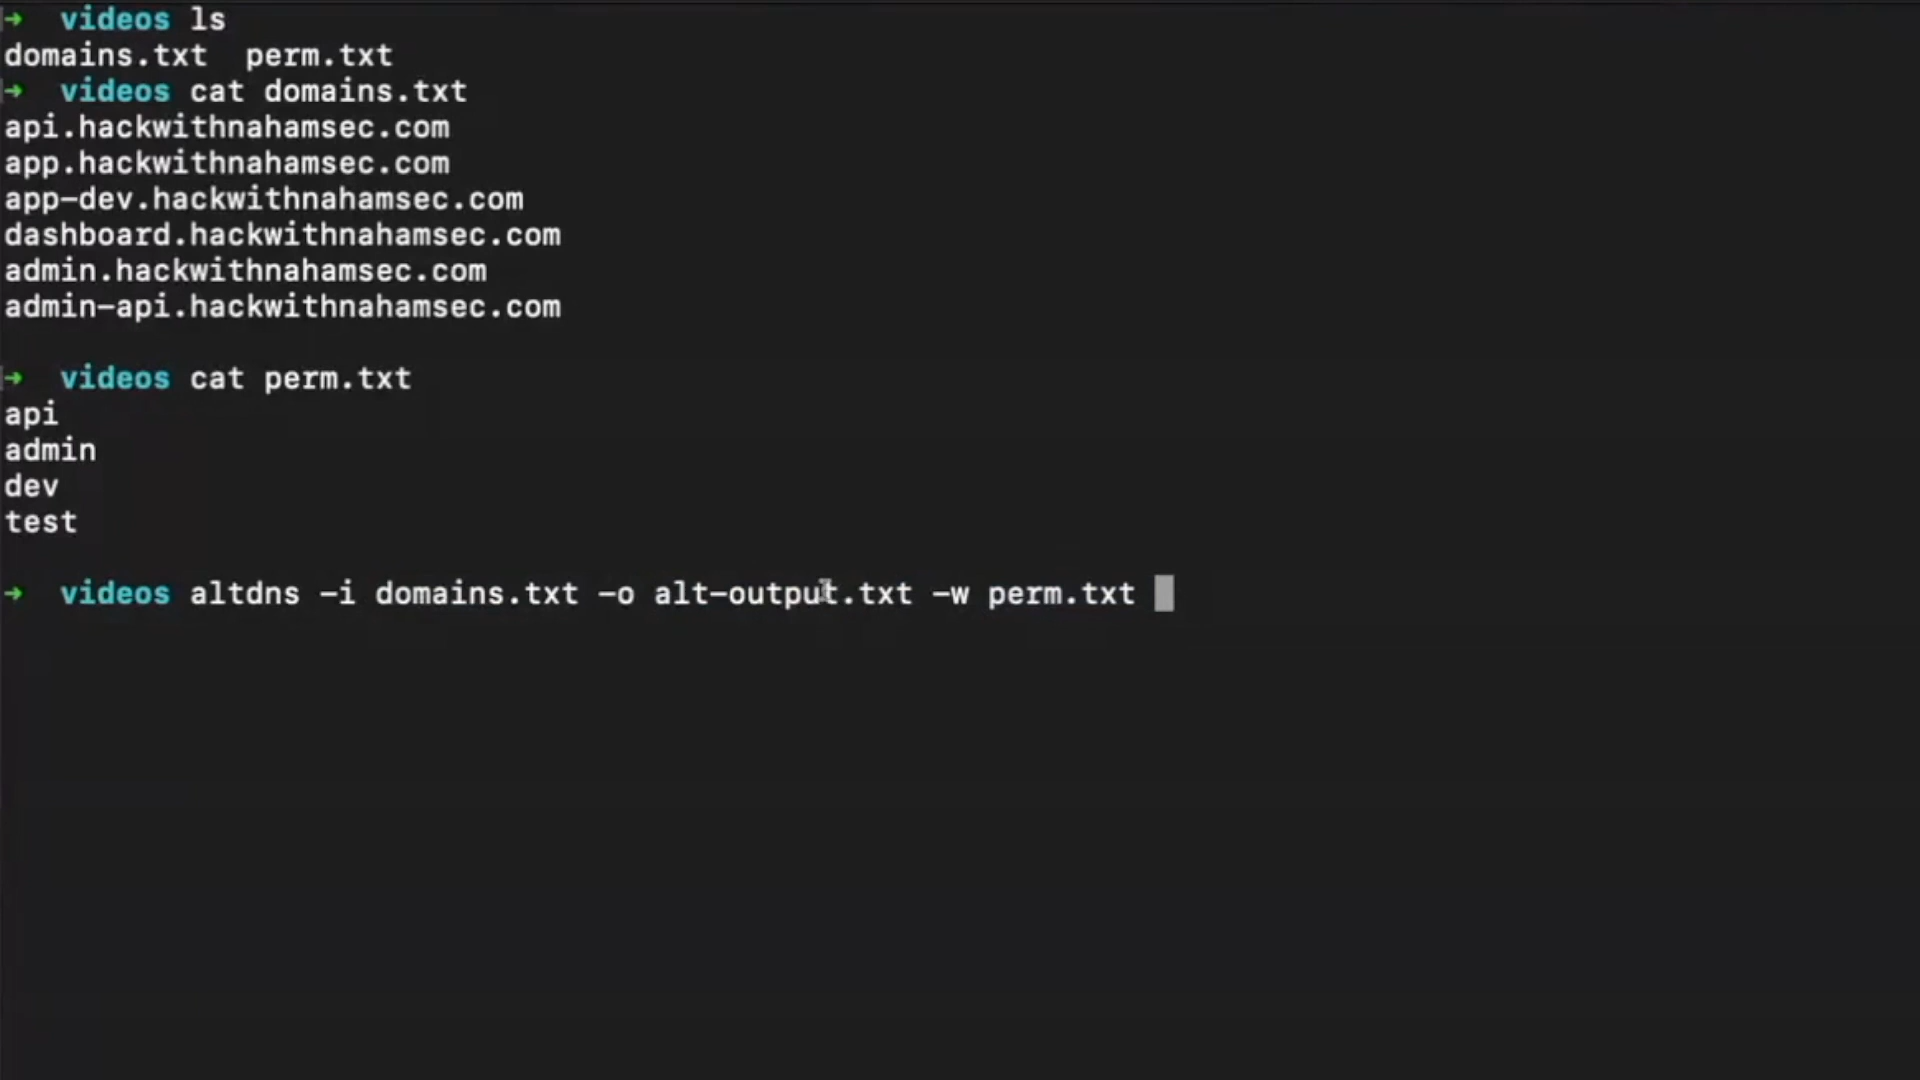 ➜ videos ls
domains.txt perm.txt
➜ videos cat domains.txt
api.hackwithnahamsec.com
app.hackwithnahamsec.com
app-dev.hackwithnahamsec.com
dashboard.hackwithnahamsec.com
admin.hackwithnahamsec.com
admin-api.hackwithnahamsec.com
➜ videos cat perm.txt
api
admin
dev
test
➜ videos altdns -i domains.txt -o alt-output.txt -w perm.txt